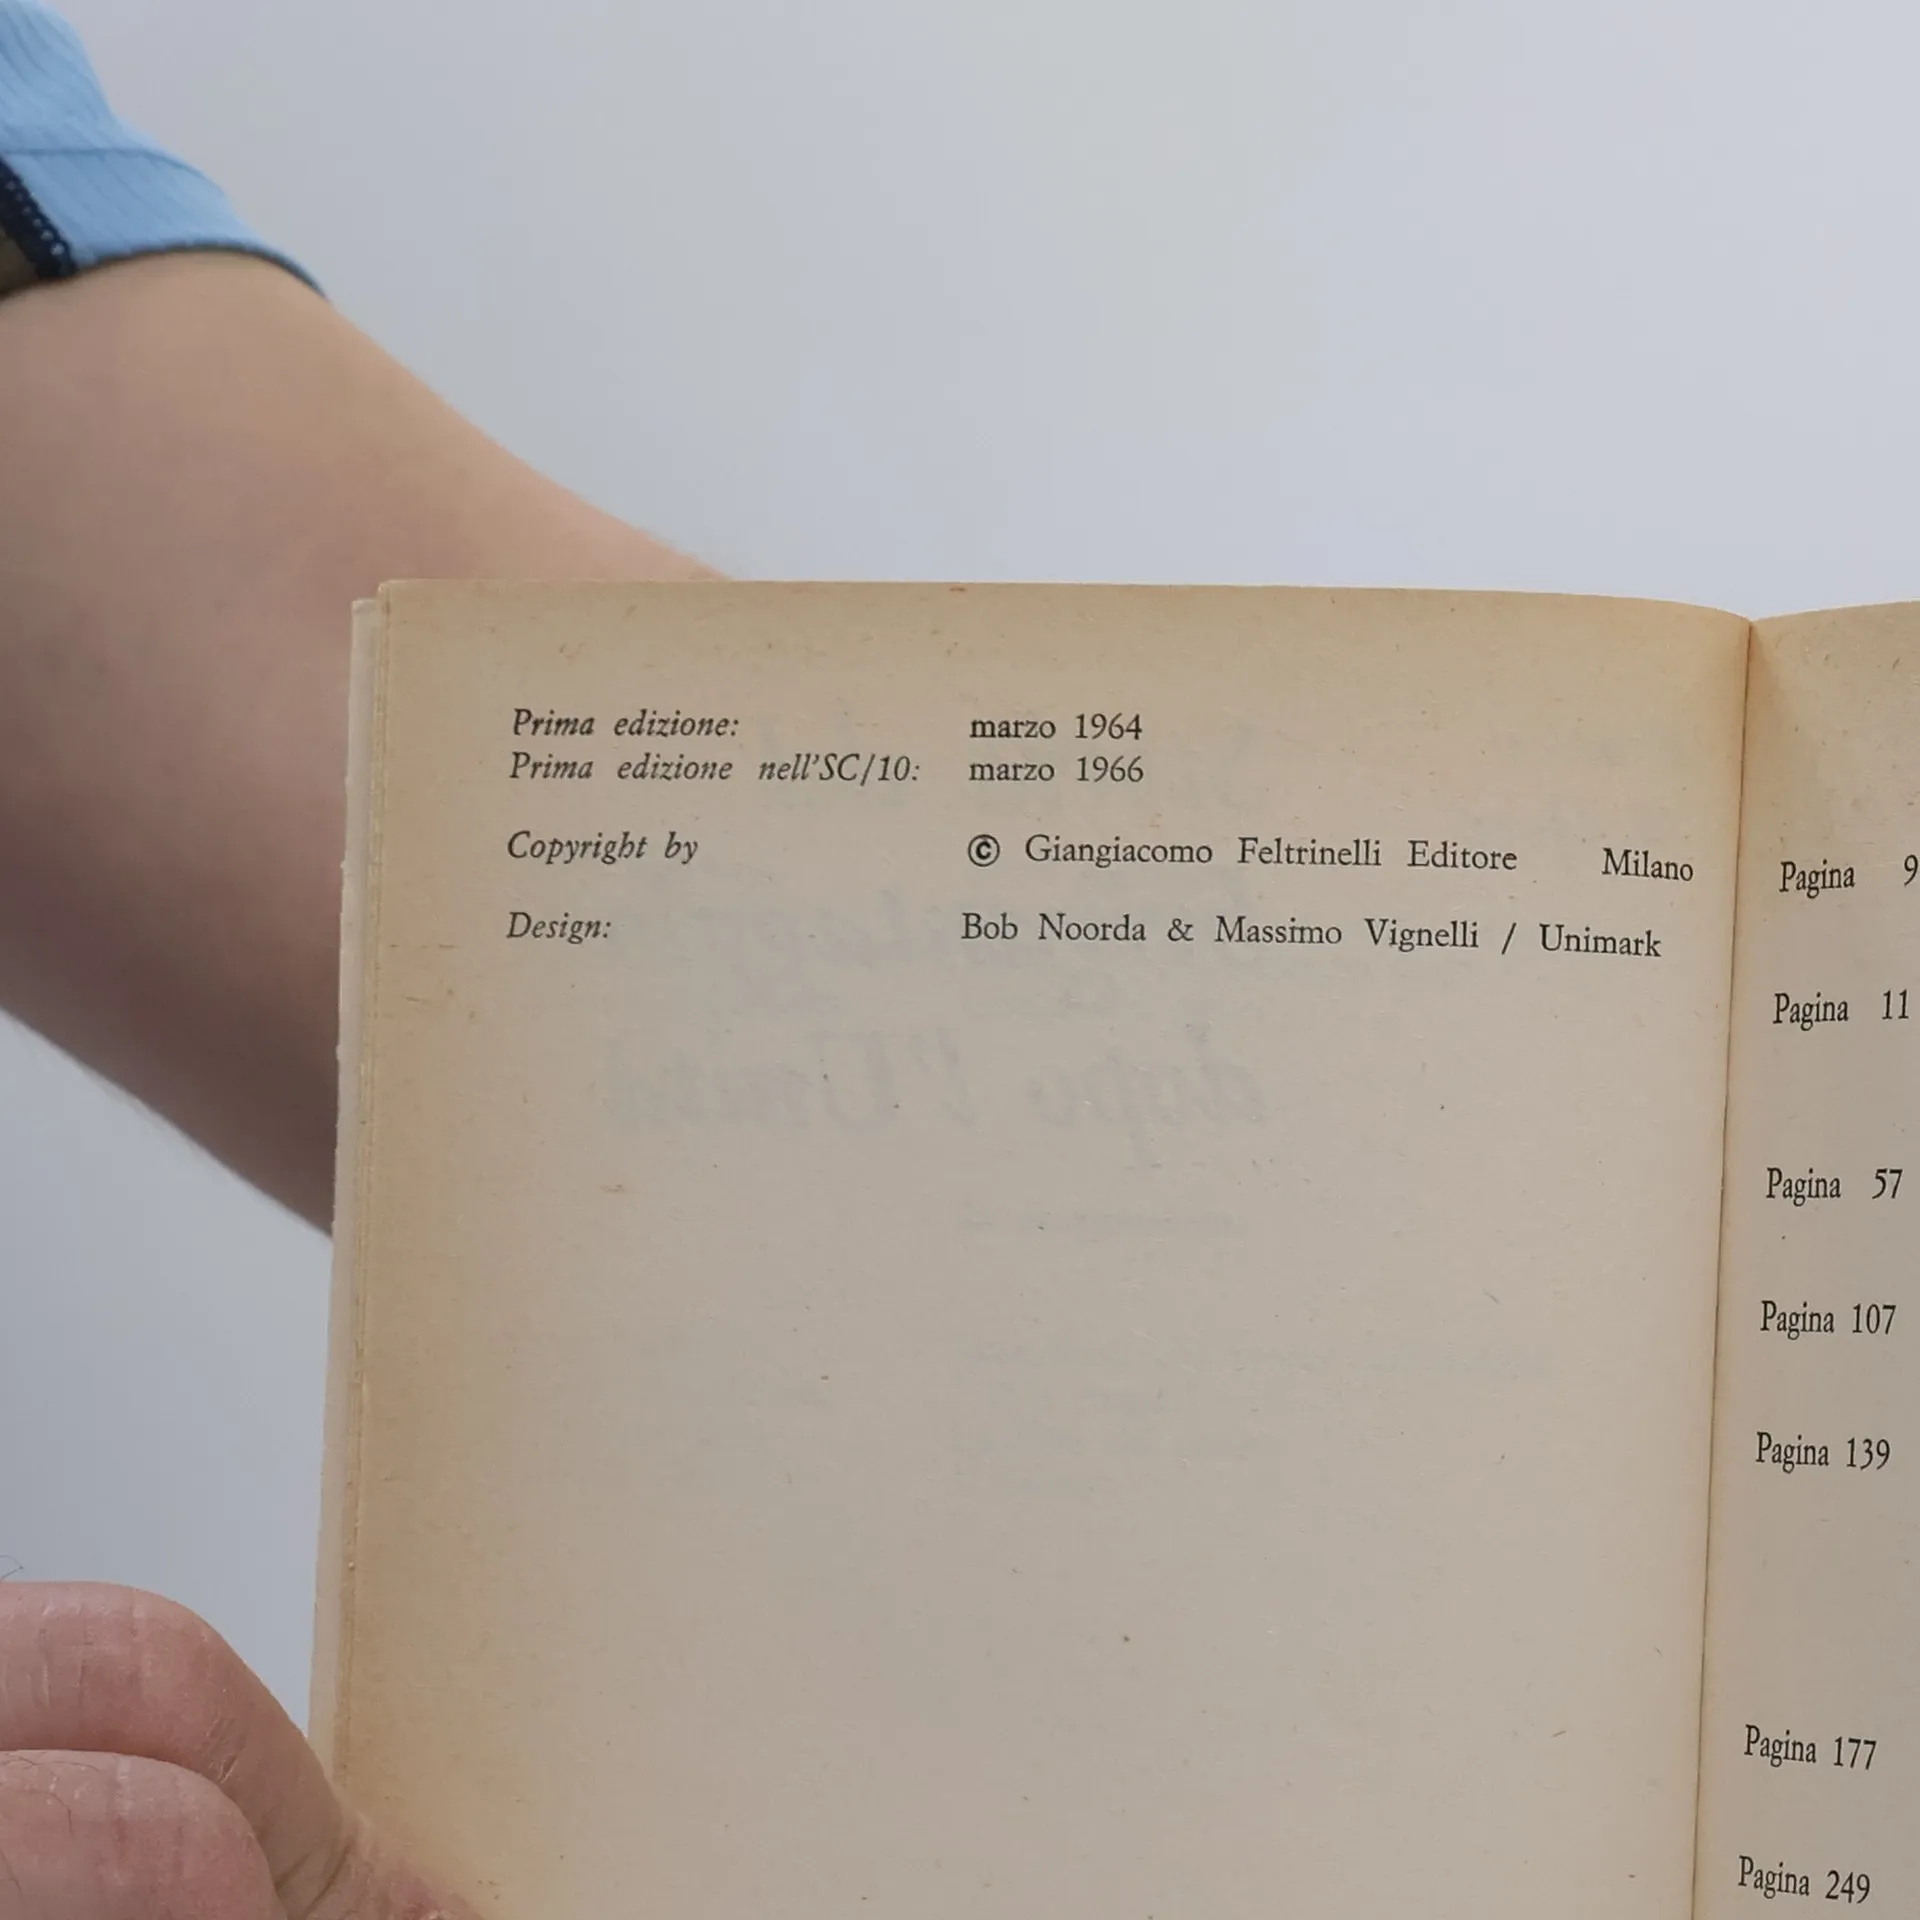 Prima edizione: marzo 1964
Prima edizione nell'SC/10: marzo 1966
Copyright by © Giangiacomo Feltrinelli Editore Milano
Design: Bob Noorda & Massimo Vignelli / Unimark
Pagina 9
Pagina 11
Pagina 57
Pagina 107
Pagina 139
Pagina 177
Pagina 249